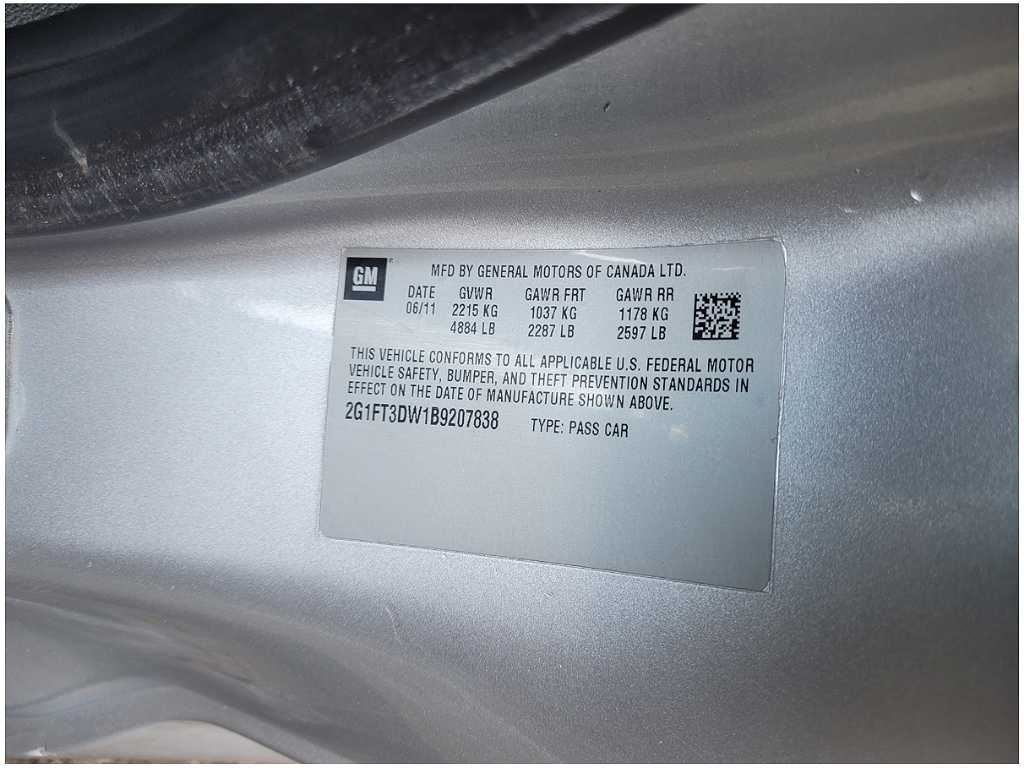 GM
MFD BY GENERAL MOTORS OF CANADA LTD.
DATE GVWR GAWR FRT GAWR RR
06/11 2215 KG 1037 KG 1178 KG
4884 LB 2287 LB 2597 LB
THIS VEHICLE CONFORMS TO ALL APPLICABLE U.S. FEDERAL MOTOR
VEHICLE SAFETY, BUMPER, AND THEFT PREVENTION STANDARDS IN
EFFECT ON THE DATE OF MANUFACTURE SHOWN ABOVE.
2G1FT3DW1B9207838 TYPE: PASS CAR